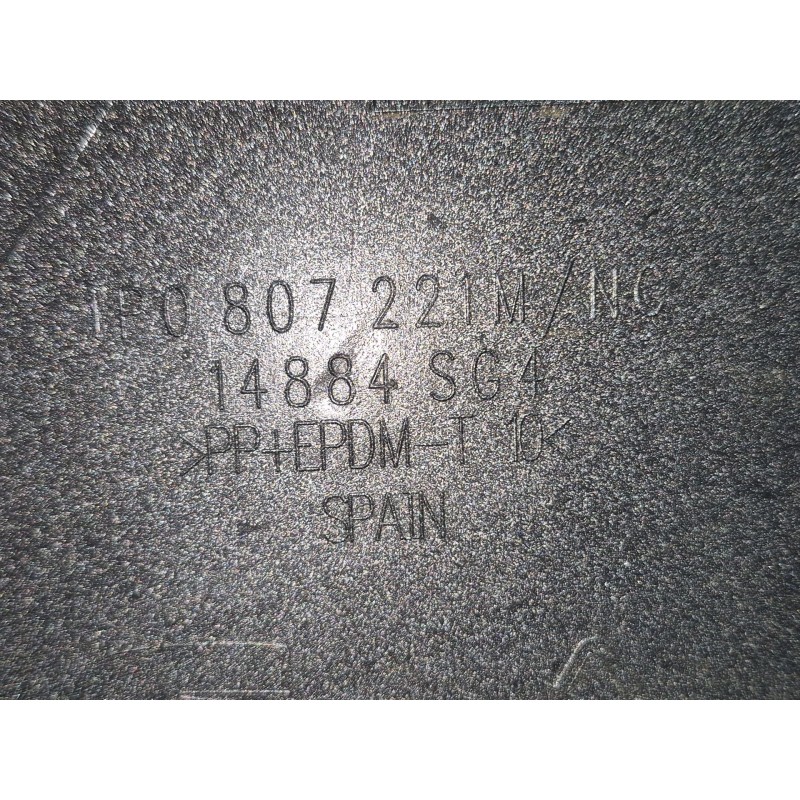 1P0 807 221M/NC
14884 SG4
>PP+EPDM-T 10<
SPAIN